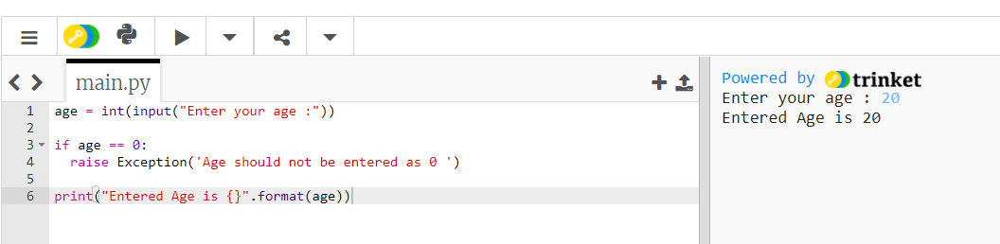 main.py
1 age = int(input("Enter your age :"))
2
3 if age == 0:
4 raise Exception('Age should not be entered as 0 ')
5
6 print("Entered Age is {}".format(age))
Powered by trinket
Enter your age : 20
Entered Age is 20